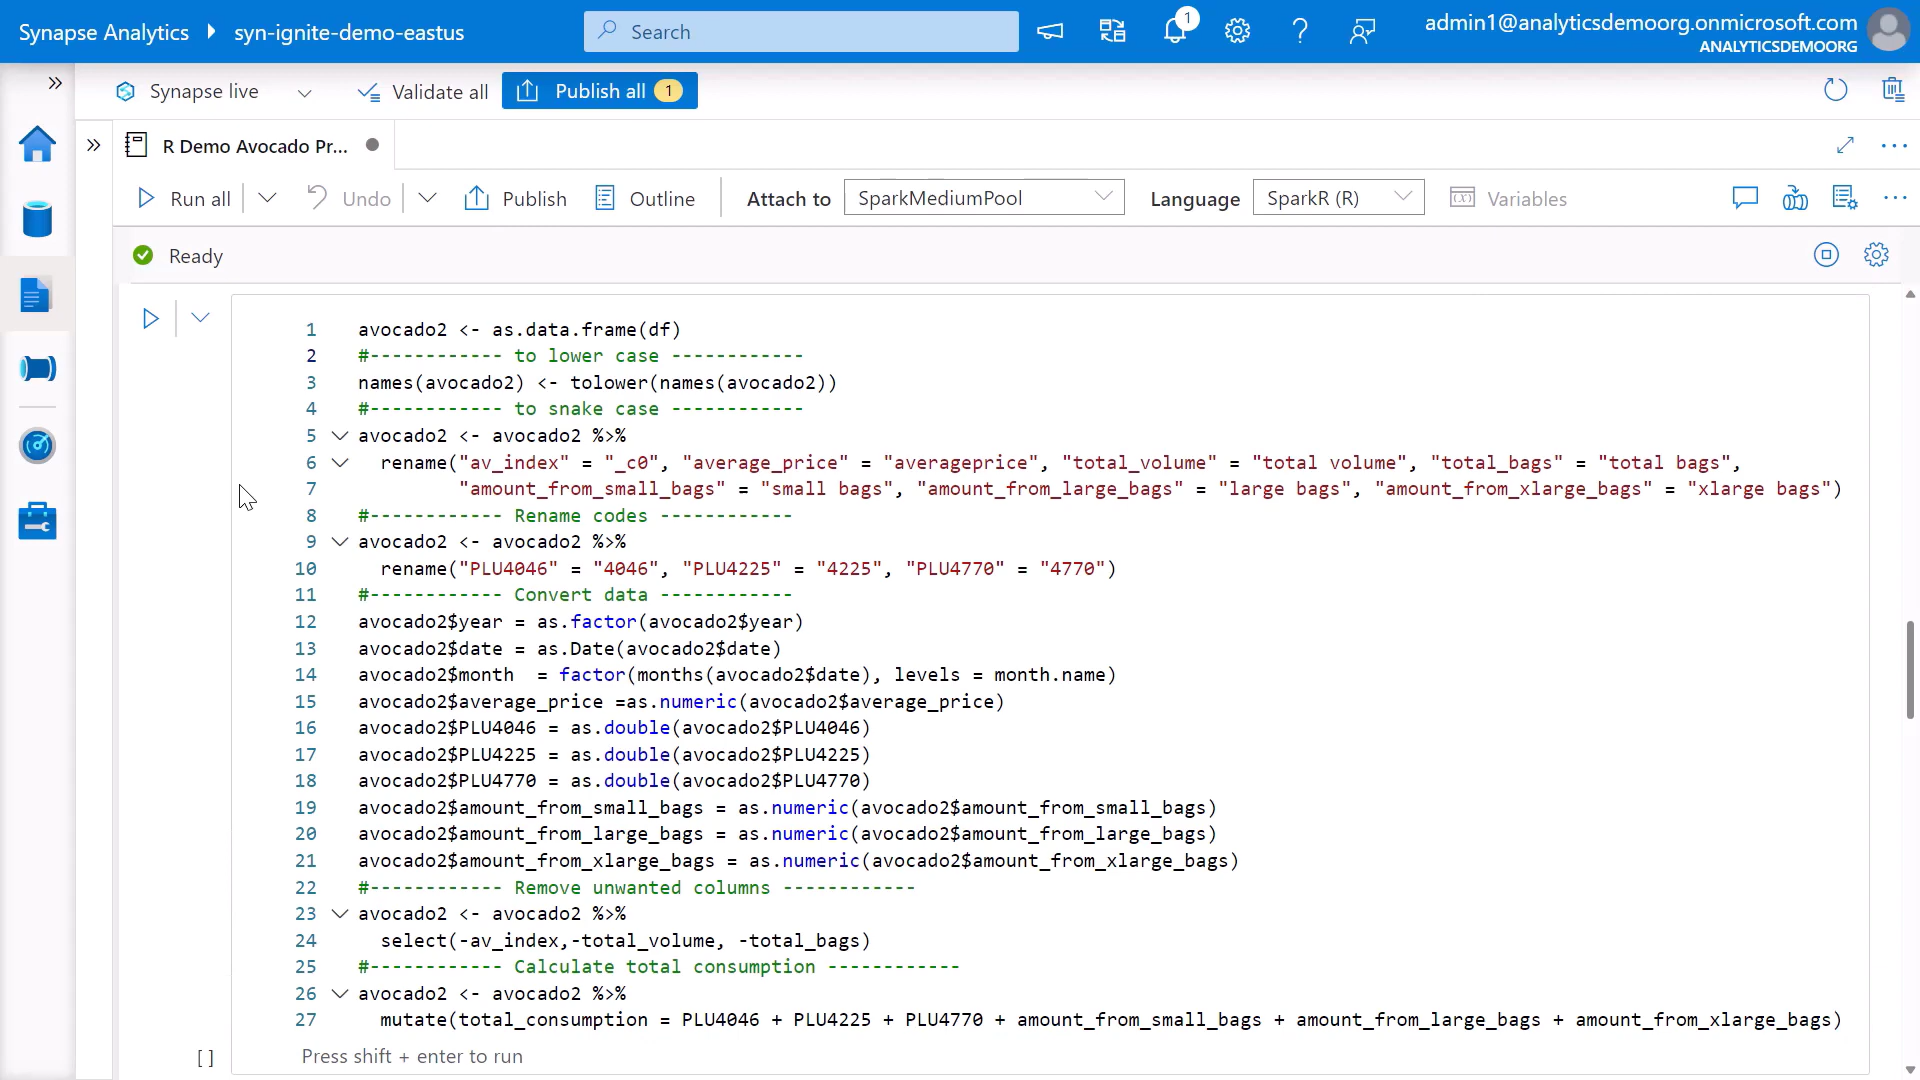 Synapse Analytics syn-ignite-demo-eastus Search 1 admin1@analyticsdemoorg.onmicrosoft.com
ANALYTICSDEMOORG
Synapse live Validate all Publish all 1
R Demo Avocado Pr...
Run all Undo Publish Outline Attach to SparkMediumPool Language SparkR (R) Variables
Ready
1 avocado2 <- as.data.frame(df)
2 #------------ to lower case ------------
3 names(avocado2) <- tolower(names(avocado2))
4 #------------ to snake case ------------
5 avocado2 <- avocado2 %>%
6 rename("av_index" = "_c0", "average_price" = "averageprice", "total_volume" = "total volume", "total_bags" = "total bags",
7 "amount_from_small_bags" = "small bags", "amount_from_large_bags" = "large bags", "amount_from_xlarge_bags" = "xlarge bags")
8 #------------ Rename codes ------------
9 avocado2 <- avocado2 %>%
10 rename("PLU4046" = "4046", "PLU4225" = "4225", "PLU4770" = "4770")
11 #------------ Convert data ------------
12 avocado2$year = as.factor(avocado2$year)
13 avocado2$date = as.Date(avocado2$date)
14 avocado2$month  = factor(months(avocado2$date), levels = month.name)
15 avocado2$average_price =as.numeric(avocado2$average_price)
16 avocado2$PLU4046 = as.double(avocado2$PLU4046)
17 avocado2$PLU4225 = as.double(avocado2$PLU4225)
18 avocado2$PLU4770 = as.double(avocado2$PLU4770)
19 avocado2$amount_from_small_bags = as.numeric(avocado2$amount_from_small_bags)
20 avocado2$amount_from_large_bags = as.numeric(avocado2$amount_from_large_bags)
21 avocado2$amount_from_xlarge_bags = as.numeric(avocado2$amount_from_xlarge_bags)
22 #------------ Remove unwanted columns ------------
23 avocado2 <- avocado2 %>%
24 select(-av_index,-total_volume, -total_bags)
25 #------------ Calculate total consumption ------------
26 avocado2 <- avocado2 %>%
27 mutate(total_consumption = PLU4046 + PLU4225 + PLU4770 + amount_from_small_bags + amount_from_large_bags + amount_from_xlarge_bags)
[ ] Press shift + enter to run